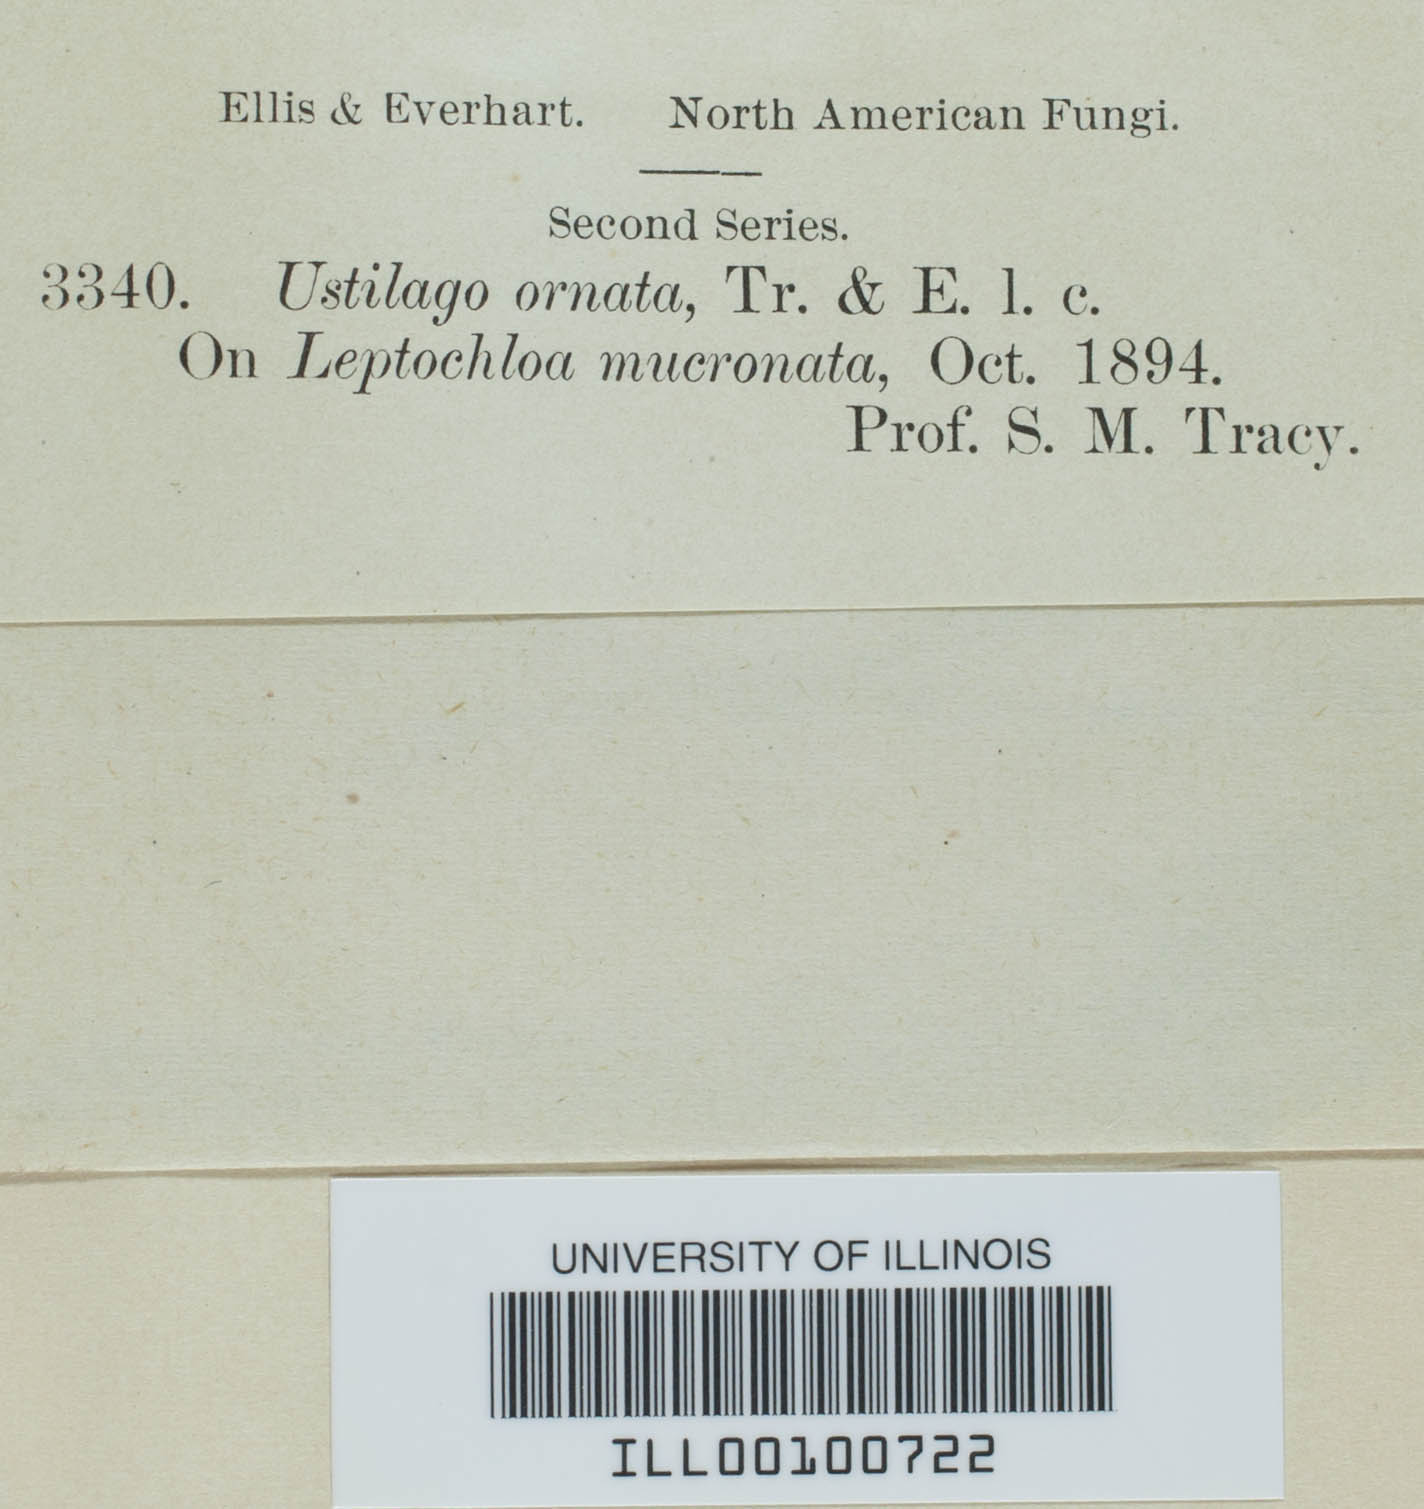 Ellis & Everhart. North American Fungi.
Second Series.
3340. Ustilago ornata, Tr. & E. l. c.
On Leptochloa mucronata, Oct. 1894.
Prof. S. M. Tracy.
UNIVERSITY OF ILLINOIS
ILL00100722